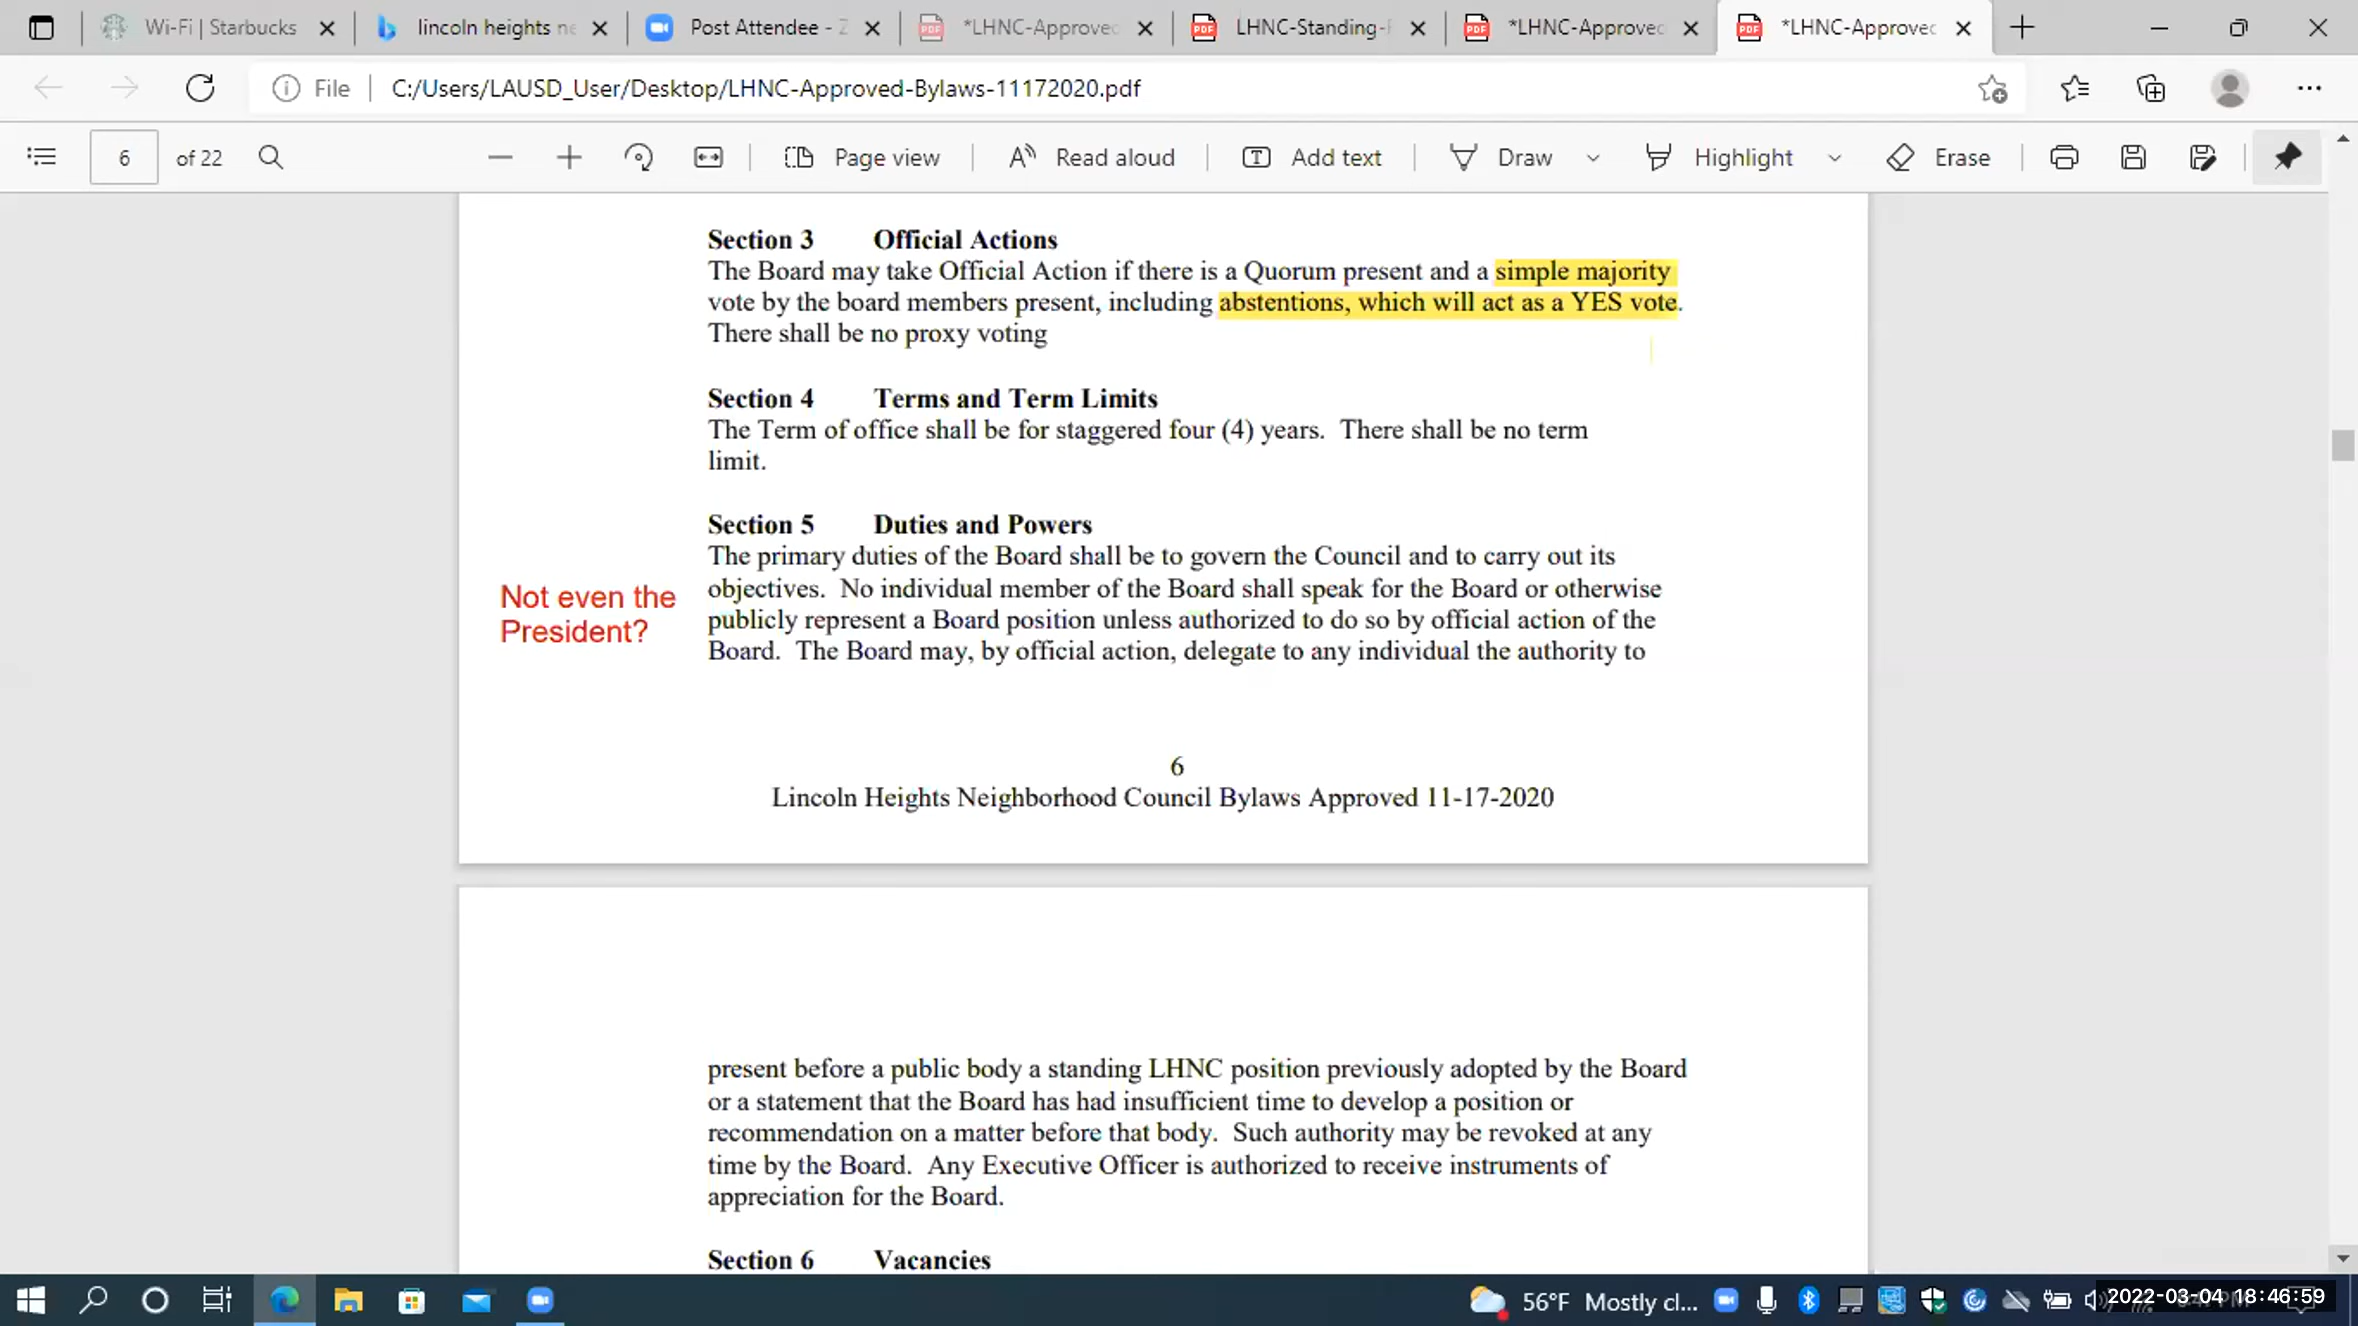 Wi-Fi | Starbucks
lincoln heights ne
Post Attendee - Z
*LHNC-Approved
LHNC-Standing-R
*LHNC-Approved
*LHNC-Approved
File
C:/Users/LAUSD_User/Desktop/LHNC-Approved-Bylaws-11172020.pdf
6 of 22
Page view
Read aloud
Add text
Draw
Highlight
Erase
Section 3 Official Actions
The Board may take Official Action if there is a Quorum present and a simple majority
vote by the board members present, including abstentions, which will act as a YES vote.
There shall be no proxy voting
Section 4 Terms and Term Limits
The Term of office shall be for staggered four (4) years. There shall be no term
limit.
Section 5 Duties and Powers
The primary duties of the Board shall be to govern the Council and to carry out its
objectives. No individual member of the Board shall speak for the Board or otherwise
publicly represent a Board position unless authorized to do so by official action of the
Board. The Board may, by official action, delegate to any individual the authority to
Not even the
President?
6
Lincoln Heights Neighborhood Council Bylaws Approved 11-17-2020
present before a public body a standing LHNC position previously adopted by the Board
or a statement that the Board has had insufficient time to develop a position or
recommendation on a matter before that body. Such authority may be revoked at any
time by the Board. Any Executive Officer is authorized to receive instruments of
appreciation for the Board.
Section 6 Vacancies
56°F Mostly cl...
2022-03-04 18:46:59